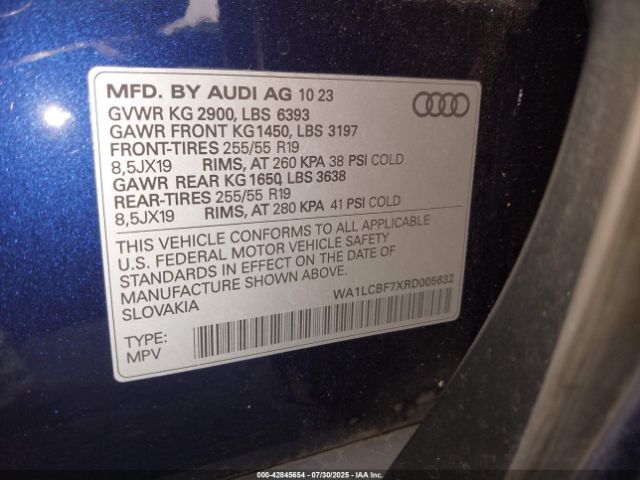 MFD. BY AUDI AG 10 23
GVWR KG 2900, LBS 6393
GAWR FRONT KG1450, LBS 3197
FRONT-TIRES 255/55 R19
8,5JX19 RIMS, AT 260 KPA 38 PSI COLD
GAWR REAR KG 1650, LBS 3638
REAR-TIRES 255/55 R19
8,5JX19 RIMS, AT 280 KPA 41 PSI COLD
THIS VEHICLE CONFORMS TO ALL APPLICABLE
U.S. FEDERAL MOTOR VEHICLE SAFETY
STANDARDS IN EFFECT ON THE DATE OF
MANUFACTURE SHOWN ABOVE.
SLOVAKIA
WA1LCBF7XRD005632
TYPE:
MPV
000-42845654 | 07/30/2025 | IAAI.COM